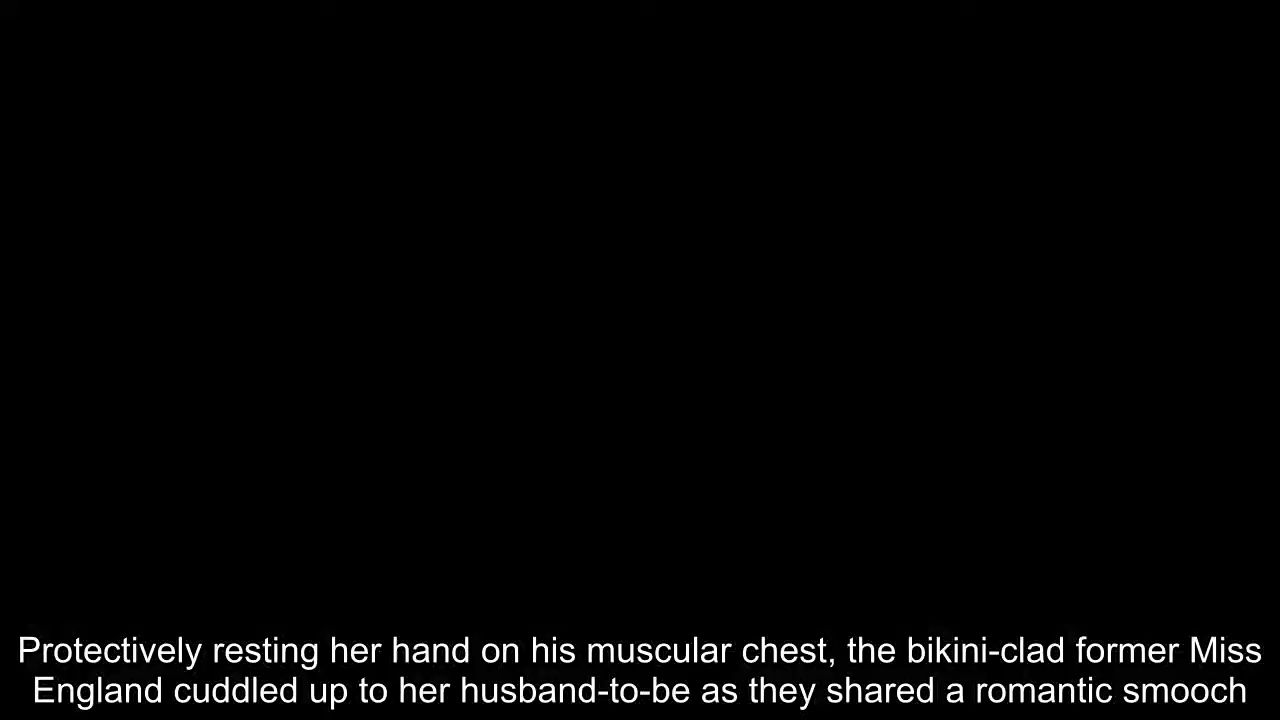 Protectively resting her hand on his muscular chest, the bikini-clad former Miss
England cuddled up to her husband-to-be as they shared a romantic smooch